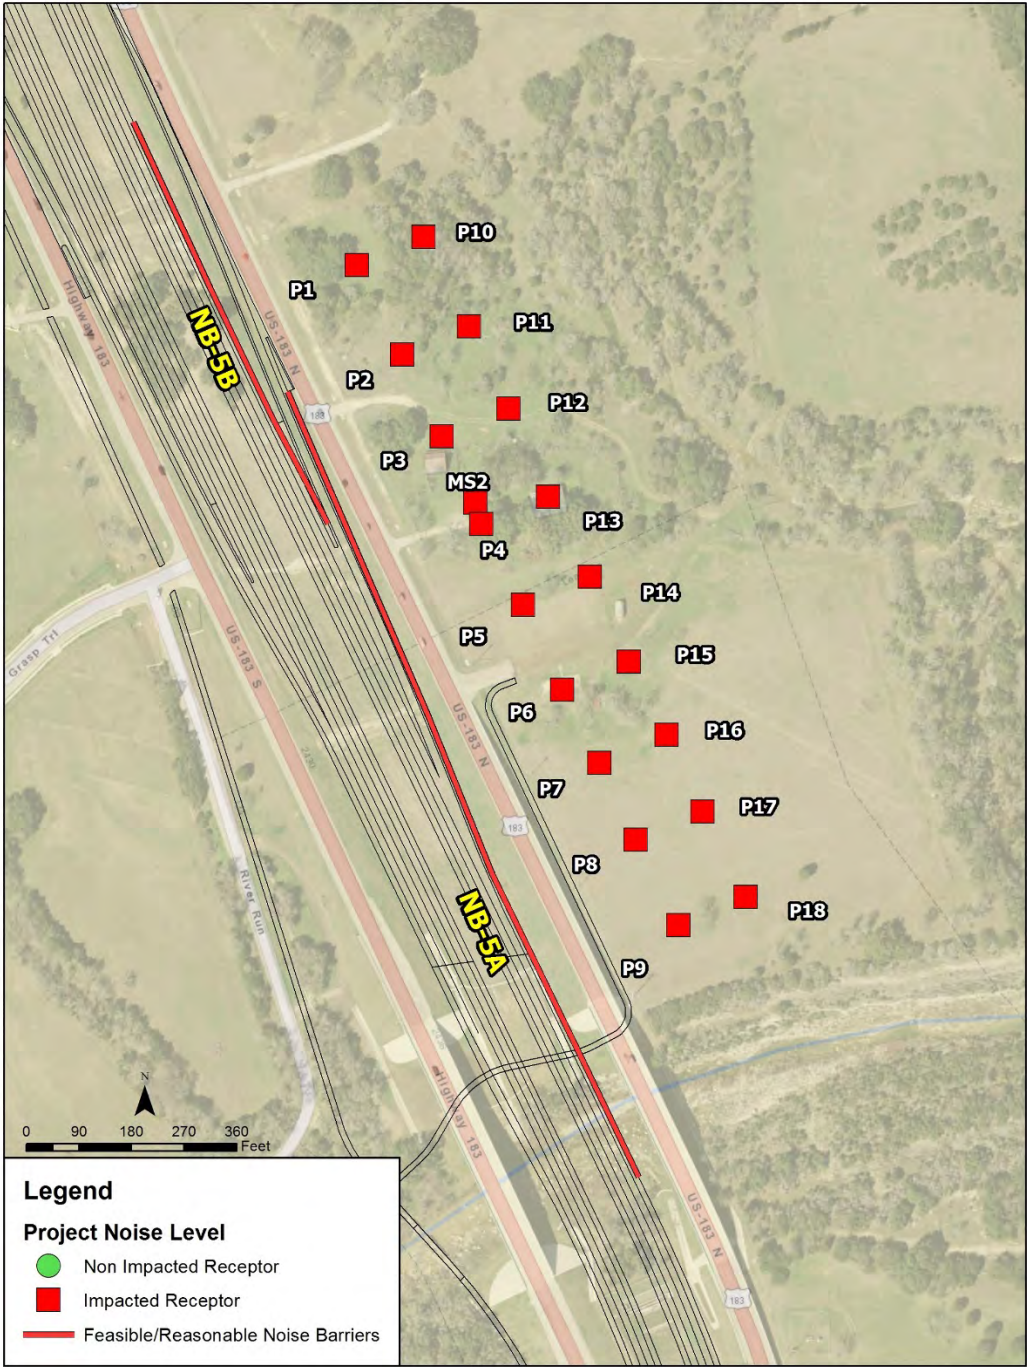 P10
P1
P11
US-183 N
Highway 183
NB-5B
P2
P12
183
P3
MS2
P13
P4
P14
P5
P15
US-183 S
Grasp Trl
P6
P16
US-183 N
P7
P17
183
P8
River Run
NB-5A
P18
P9
Highway 183
N
0 90 180 270 360
Feet
US-183 N
183
Legend
Project Noise Level
Non Impacted Receptor
Impacted Receptor
Feasible/Reasonable Noise Barriers